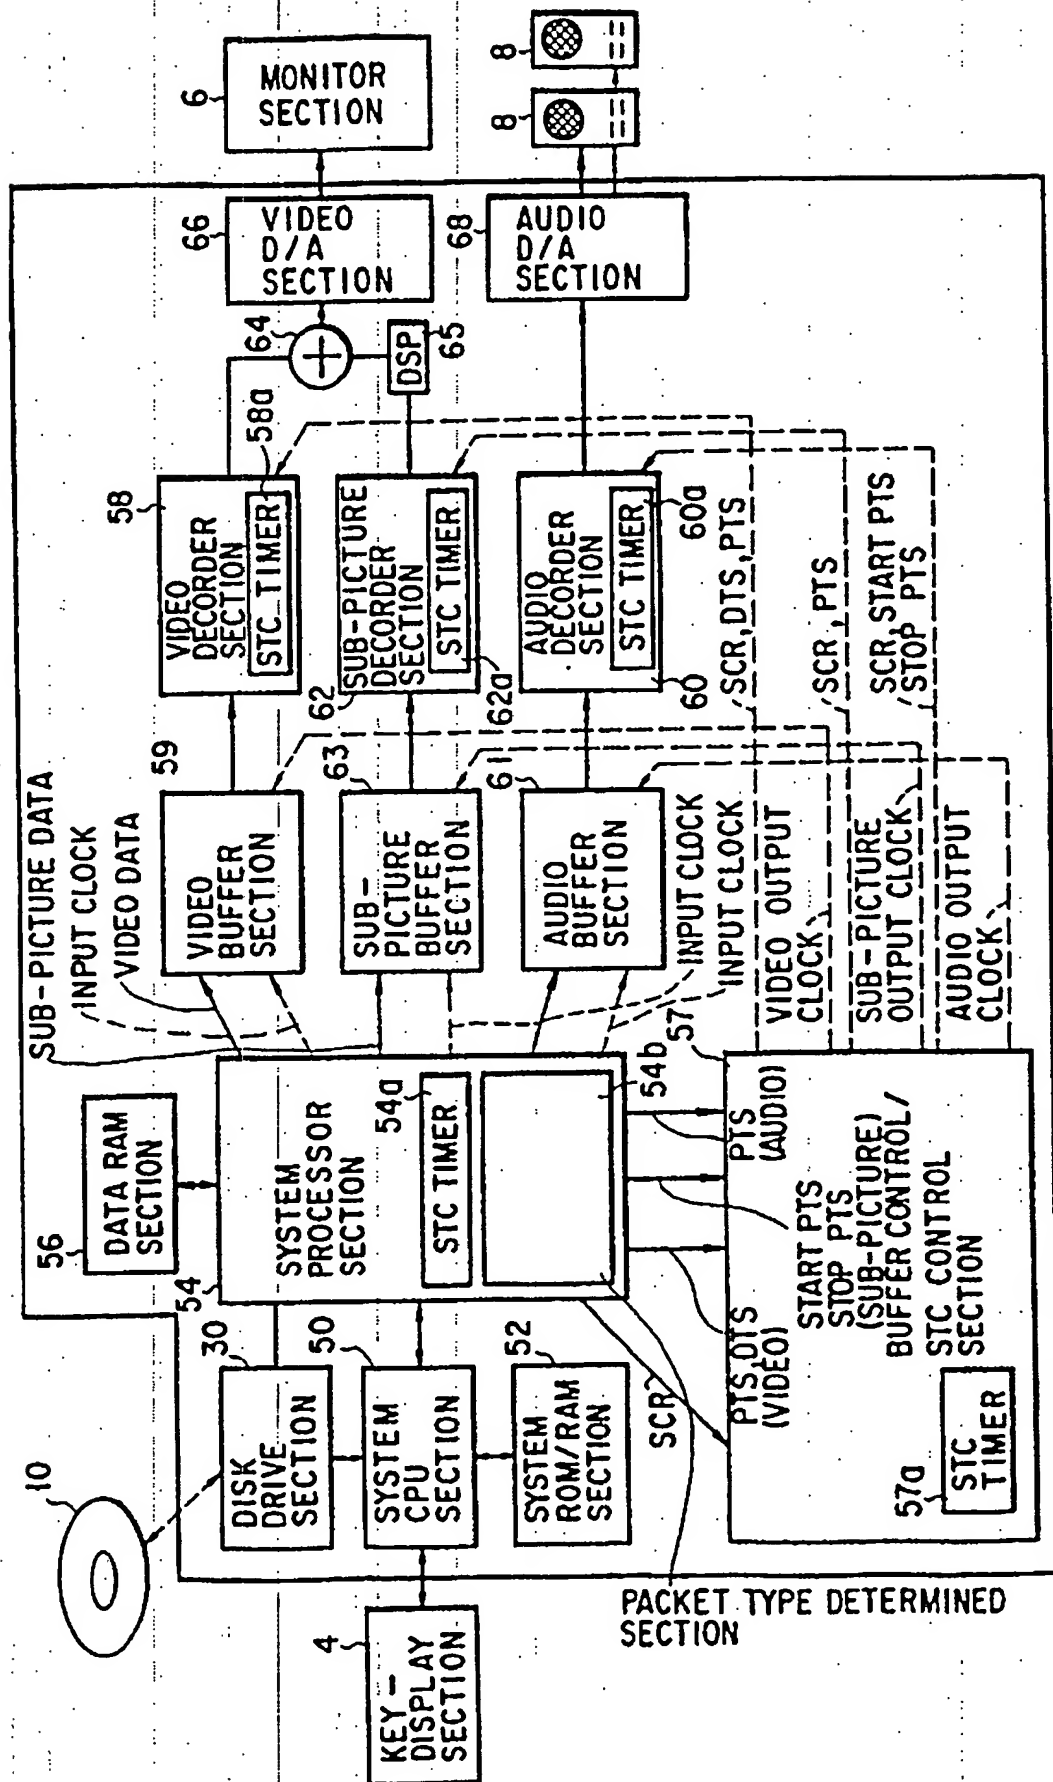 10
30
DISK
DRIVE
SECTION
4
KEY-
DISPLAY
SECTION
50
SYSTEM
CPU
SECTION
52
SYSTEM
ROM/RAM
SECTION
56
DATA RAM
SECTION
54
SYSTEM
PROCESSOR
SECTION
54a
STC TIMER
54b
PACKET TYPE DETERMINED
SECTION
SUB-PICTURE DATA
INPUT CLOCK
VIDEO DATA
59
VIDEO
BUFFER
SECTION
63
SUB-
PICTURE
BUFFER
SECTION
61
AUDIO
BUFFER
SECTION
INPUT CLOCK
INPUT CLOCK
58
VIDEO
DECORDER
SECTION
STC TIMER
58a
62
SUB-PICTURE
DECORDER
SECTION
STC TIMER
62a
AUDIO
DECORDER
SECTION
STC TIMER
60
60a
64
DSP
65
66
VIDEO
D/A
SECTION
68
AUDIO
D/A
SECTION
6
MONITOR
SECTION
8
8
SCR
PTS,DTS
(VIDEO)
START PTS
STOP PTS
(SUB-PICTURE)
PTS
(AUDIO)
57
BUFFER CONTROL/
STC CONTROL
SECTION
57a
STC
TIMER
VIDEO OUTPUT
CLOCK
SUB-PICTURE
OUTPUT CLOCK
AUDIO OUTPUT
CLOCK
SCR,DTS,PTS
SCR,PTS
SCR,START PTS
STOP PTS